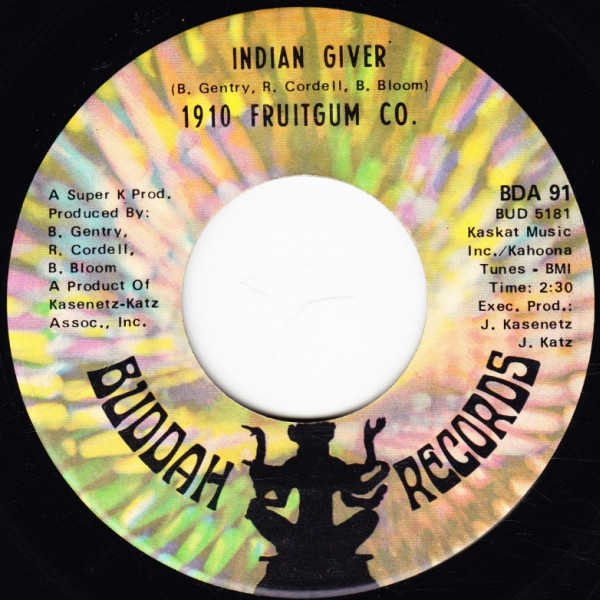 INDIAN GIVER
(B. Gentry, R. Cordell, B. Bloom)
1910 FRUITGUM CO.
A Super K Prod.
Produced By:
B. Gentry,
R. Cordell,
B. Bloom
A Product Of
Kasenetz-Katz
Assoc., Inc.
BDA 91
BUD 5181
Kaskat Music
Inc./Kahoona
Tunes - BMI
Time: 2:30
Exec. Prod.:
J. Kasenetz
J. Katz
BUDDAH RECORDS